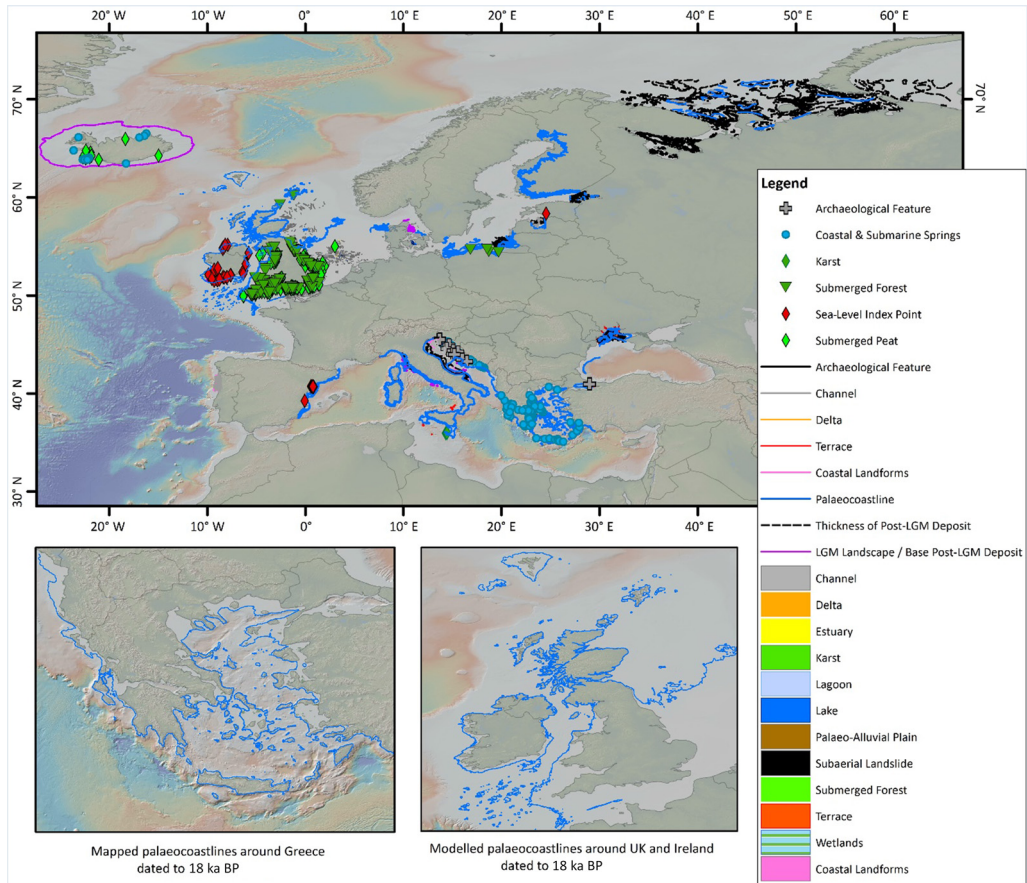 20° W 10° W 0° 10° E 20° E 30° E 40° E 50° E 60° E
70° N
60° N
50° N
40° N
30° N
70° N
20° W 10° W 0° 10° E 20° E 30° E 40° E
Legend
Archaeological Feature
Coastal & Submarine Springs
Karst
Submerged Forest
Sea-Level Index Point
Submerged Peat
Archaeological Feature
Channel
Delta
Terrace
Coastal Landforms
Palaeocoastline
Thickness of Post-LGM Deposit
LGM Landscape / Base Post-LGM Deposit
Channel
Delta
Estuary
Karst
Lagoon
Lake
Palaeo-Alluvial Plain
Subaerial Landslide
Submerged Forest
Terrace
Wetlands
Coastal Landforms
Mapped palaeocoastlines around Greece
dated to 18 ka BP
Modelled palaeocoastlines around UK and Ireland
dated to 18 ka BP